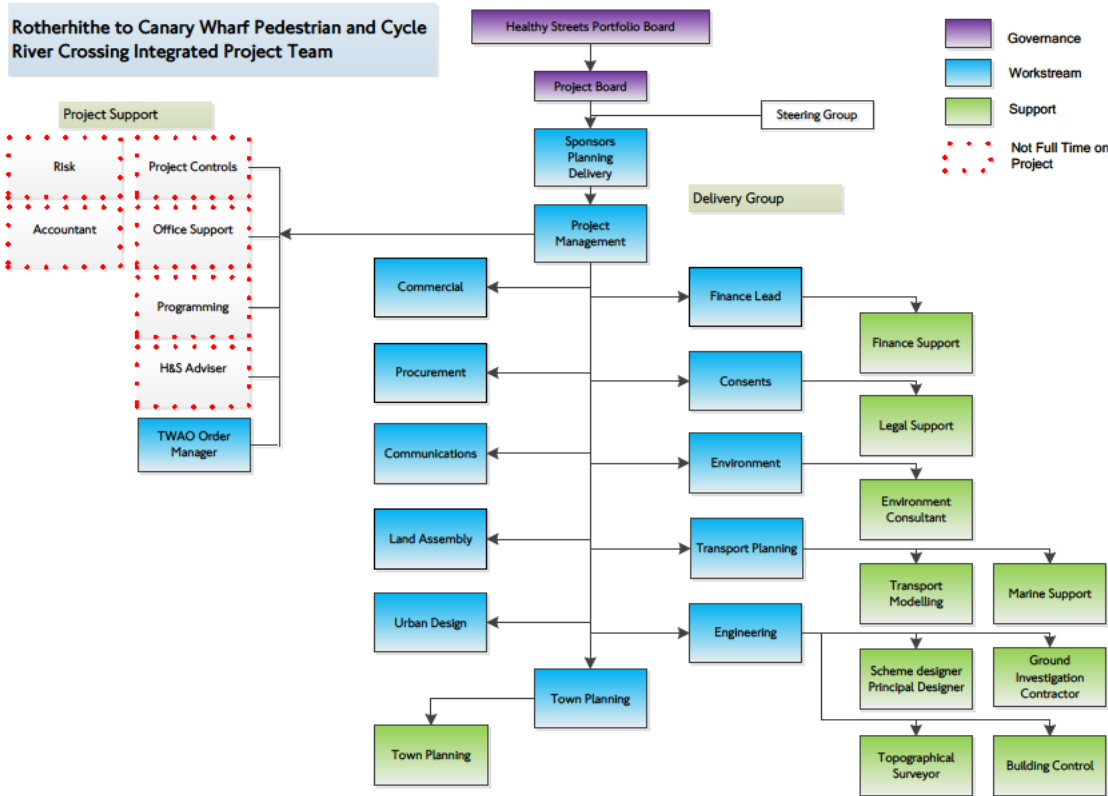 Rotherhithe to Canary Wharf Pedestrian and Cycle
River Crossing Integrated Project Team
Healthy Streets Portfolio Board
Project Board
Steering Group
Sponsors
Planning
Delivery
Project
Management
Governance
Workstream
Support
Not Full Time on
Project
Project Support
Risk
Project Controls
Accountant
Office Support
Programming
H&S Adviser
TWAO Order
Manager
Delivery Group
Commercial
Finance Lead
Finance Support
Procurement
Consents
Legal Support
Communications
Environment
Environment
Consultant
Land Assembly
Transport Planning
Transport
Modelling
Marine Support
Urban Design
Engineering
Scheme designer
Principal Designer
Ground
Investigation
Contractor
Town Planning
Town Planning
Topographical
Surveyor
Building Control